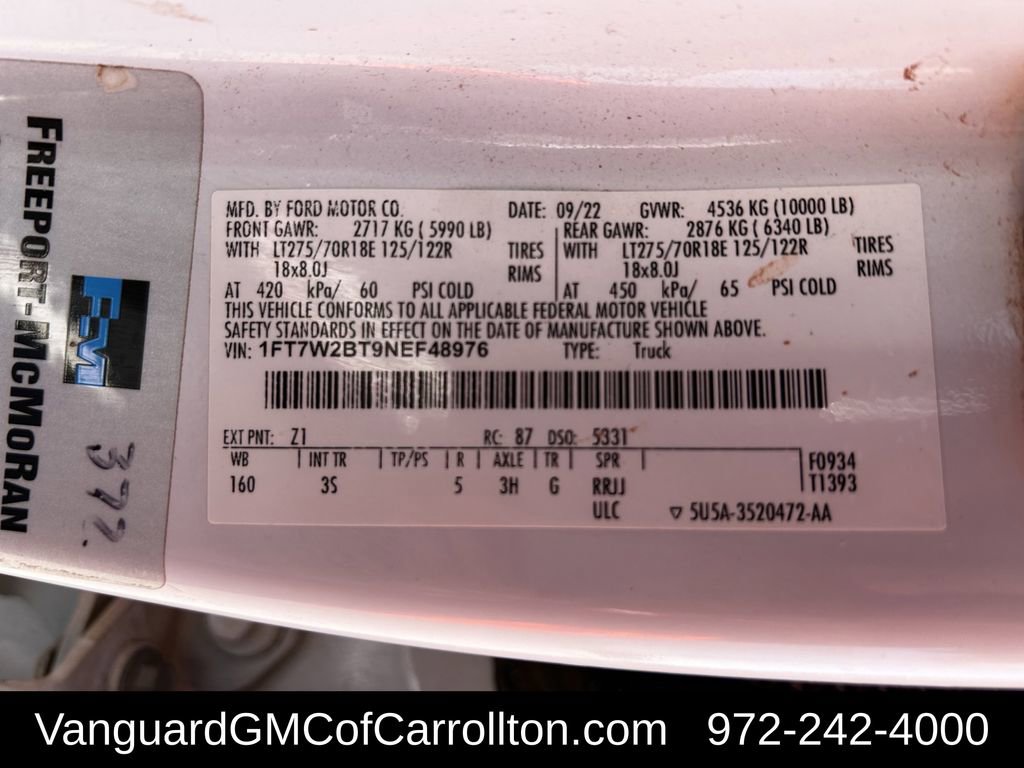 FREEPORT-MCMORAN
FM
372.
MFD. BY FORD MOTOR CO. DATE: 09/22 GVWR: 4536 KG (10000 LB)
FRONT GAWR: 2717 KG ( 5990 LB) REAR GAWR: 2876 KG ( 6340 LB)
WITH LT275/70R18E 125/122R TIRES WITH LT275/70R18E 125/122R TIRES
18x8.0J RIMS 18x8.0J RIMS
AT 420 kPa/ 60 PSI COLD AT 450 kPa/ 65 PSI COLD
THIS VEHICLE CONFORMS TO ALL APPLICABLE FEDERAL MOTOR VEHICLE
SAFETY STANDARDS IN EFFECT ON THE DATE OF MANUFACTURE SHOWN ABOVE.
VIN: 1FT7W2BT9NEF48976 TYPE: Truck
EXT PNT: Z1 RC: 87 DSO: 5331
WB INT TR TP/PS R AXLE TR SPR F0934
160 3S 5 3H G RRJJ T1393
ULC ▽ 5U5A-3520472-AA
VanguardGMCofCarrollton.com 972-242-4000